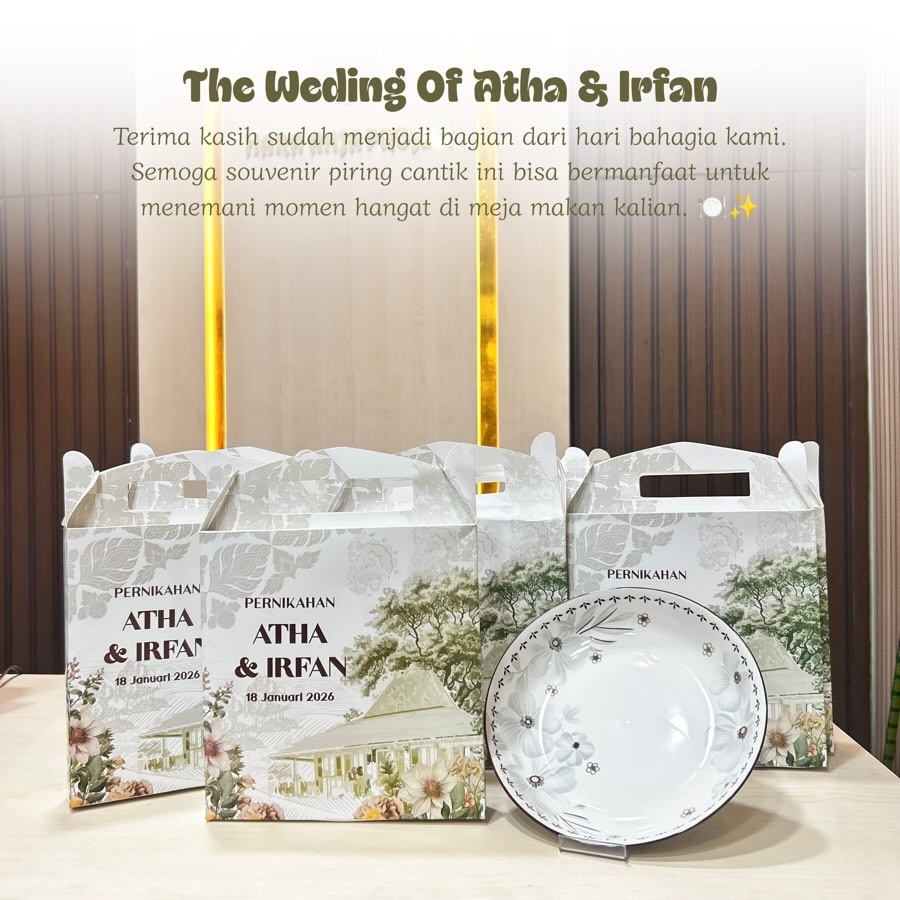 The Weding Of Atha & Irfan
Terima kasih sudah menjadi bagian dari hari bahagia kami.
Semoga souvenir piring cantik ini bisa bermanfaat untuk
menemani momen hangat di meja makan kalian. 🍽️✨
PERNIKAHAN
ATHA
& IRFAN
18 Januari 2026
PERNIKAHAN
ATHA
& IRFAN
18 Januari 2026
PERNIKAHAN